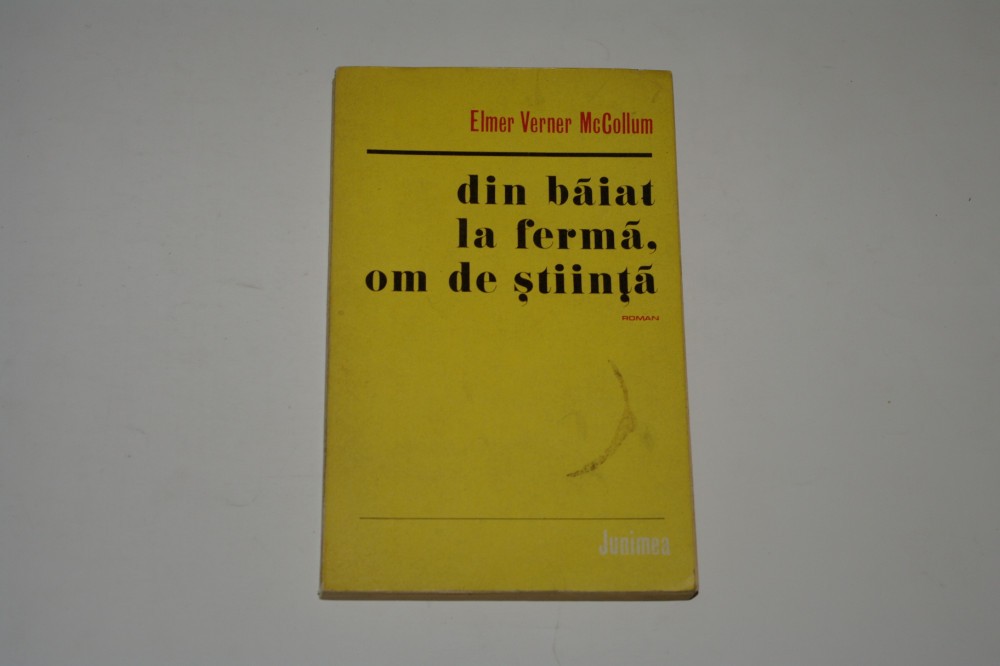 Elmer Verner McCollum
din băiat
la fermă,
om de știință
ROMAN
Junimea